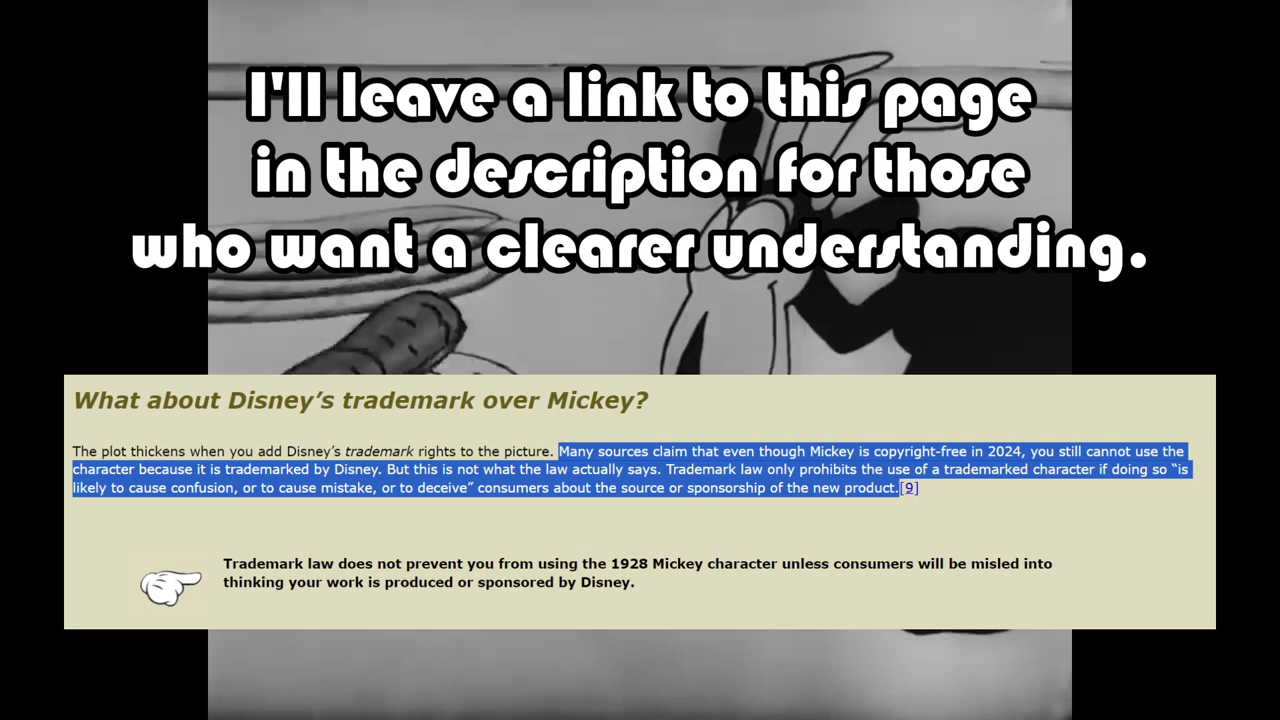 I'll leave a link to this page
in the description for those
who want a clearer understanding.
What about Disney’s trademark over Mickey?
The plot thickens when you add Disney’s trademark rights to the picture. Many sources claim that even though Mickey is copyright-free in 2024, you still cannot use the
character because it is trademarked by Disney. But this is not what the law actually says. Trademark law only prohibits the use of a trademarked character if doing so “is
likely to cause confusion, or to cause mistake, or to deceive” consumers about the source or sponsorship of the new product.[9]
Trademark law does not prevent you from using the 1928 Mickey character unless consumers will be misled into
thinking your work is produced or sponsored by Disney.